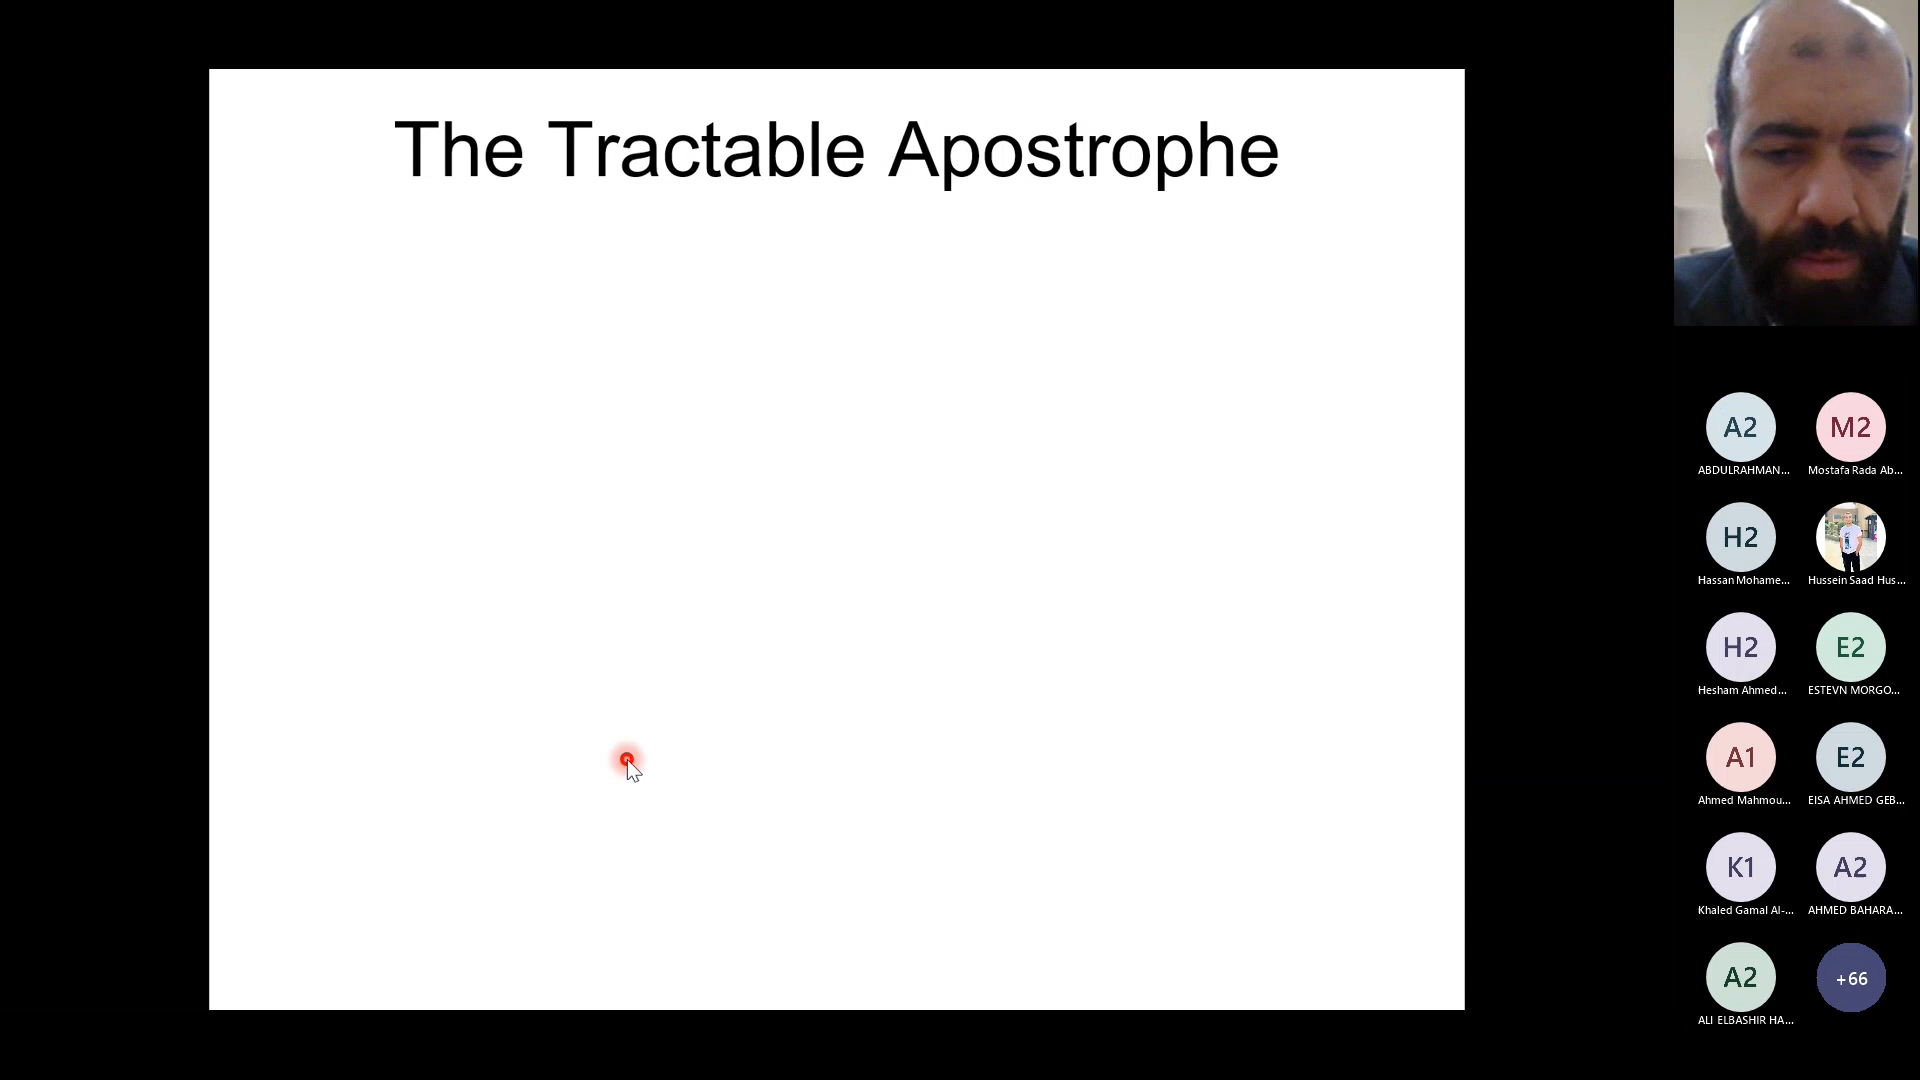 The Tractable Apostrophe
A2
M2
ABDULRAHMAN...
Mostafa Rada Ab...
H2
Hassan Mohame...
Hussein Saad Hus...
H2
E2
Hesham Ahmed...
ESTEVN MORGO...
A1
E2
Ahmed Mahmou...
EISA AHMED GEB...
K1
A2
Khaled Gamal Al-...
AHMED BAHARA...
A2
+66
ALI ELBASHIR HA...